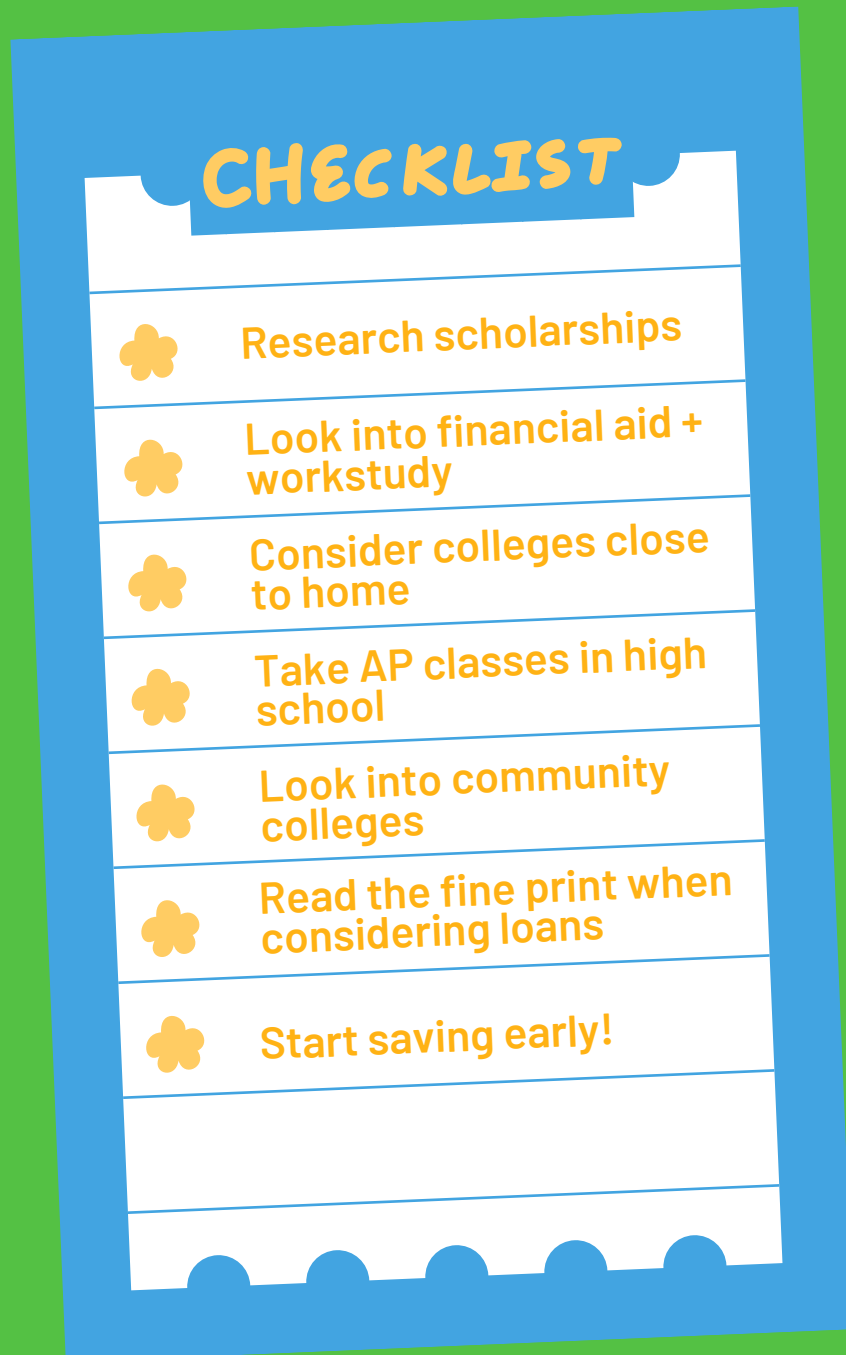 CHECKLIST
Research scholarships
Look into financial aid +
workstudy
Consider colleges close
to home
Take AP classes in high
school
Look into community
colleges
Read the fine print when
considering loans
Start saving early!